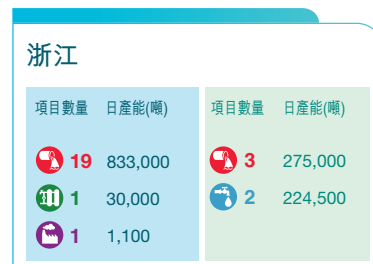 浙江
項目數量 日產能(噸) 項目數量 日產能(噸)
19 833,000 3 275,000
1 30,000 2 224,500
1 1,100